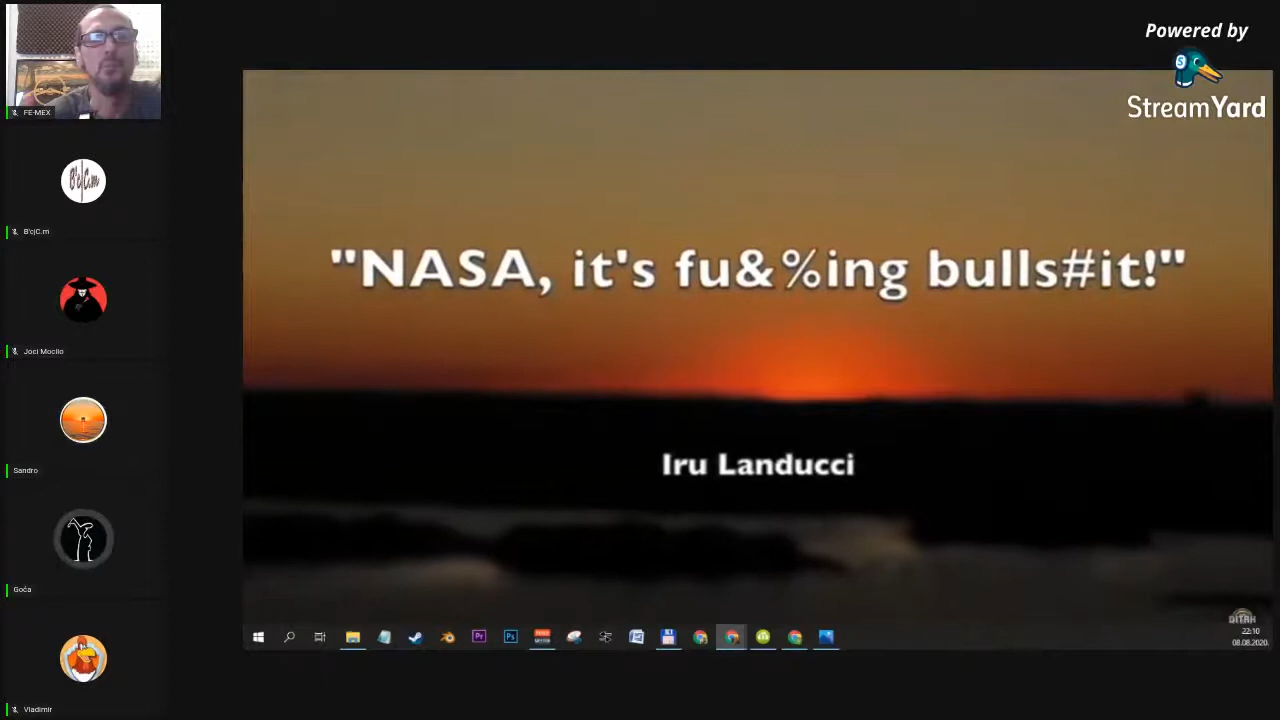 Powered by
StreamYard
FE-MEX
B'c|C.m
B'c|C.m
Joci Mocilo
Sandro
Goča
Vladimir
"NASA, it's fu&%ing bulls#it!"
Iru Landucci
DITRH
22:10
08.08.2020.